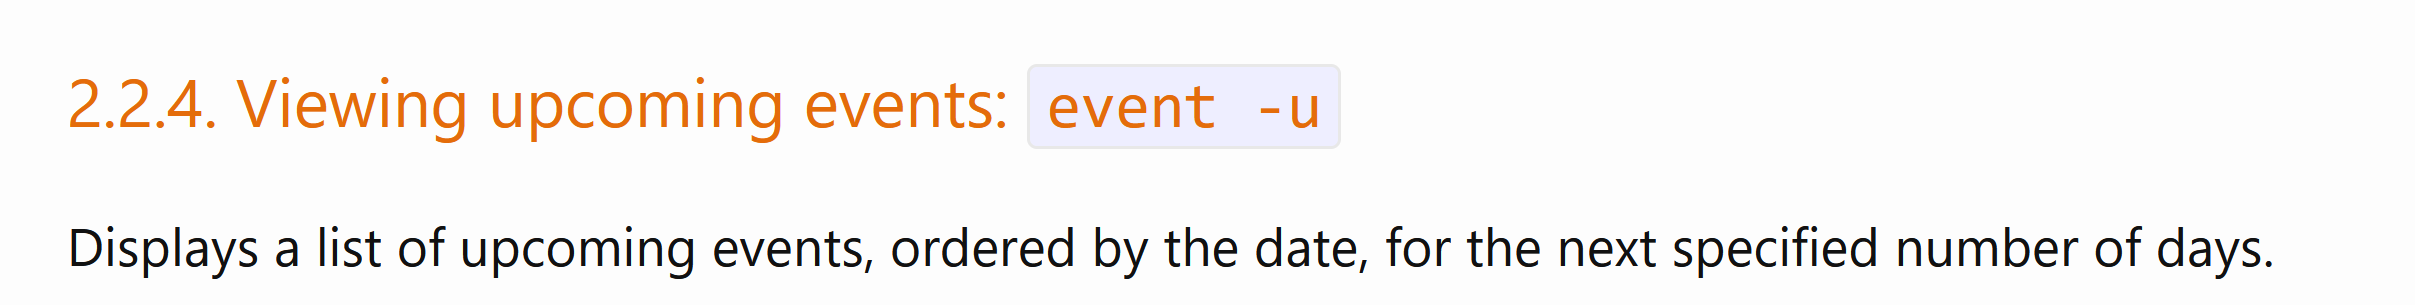 2.2.4. Viewing upcoming events: event -u
Displays a list of upcoming events, ordered by the date, for the next specified number of days.